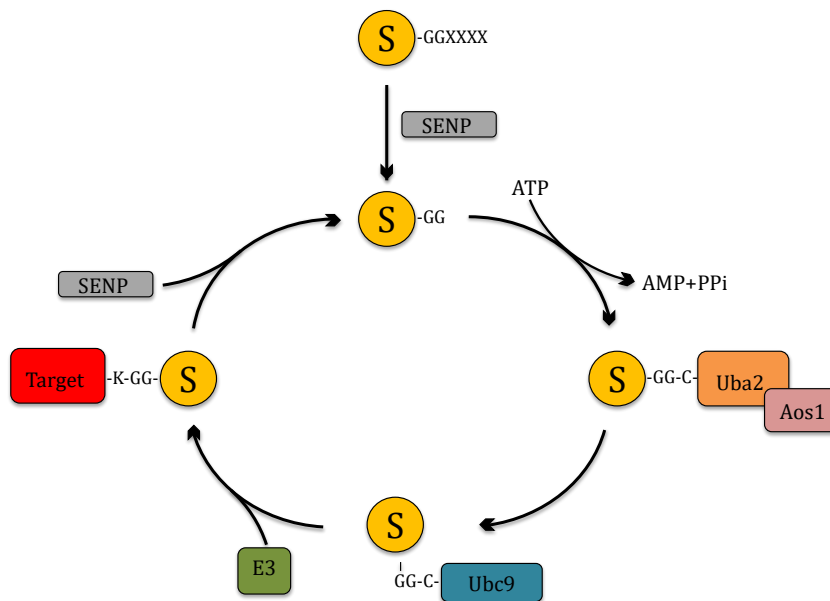 S -GGXXXX
SENP
ATP
S -GG
AMP+PPi
SENP
Target -K-GG- S
S -GG-C- Uba2
Aos1
S
E3
GG-C- Ubc9